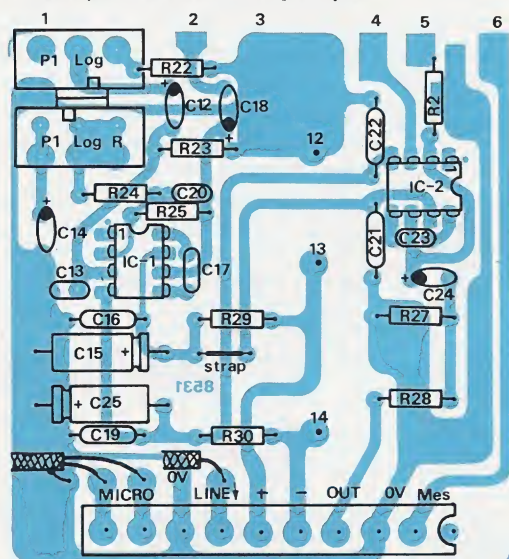 1 2 3 4 5 6
P1 Log
R22
R2
C12
C18
P1 Log R
R23
12
C22
IC-2
R24
C20
R25
C14
1
IC-1
C21
C23
C13
C17
13
C24
C16
R29
R27
C15 +
strap
8531
+ C25
R28
C19
R30
14
0V
MICRO LINE + - OUT 0V Mes